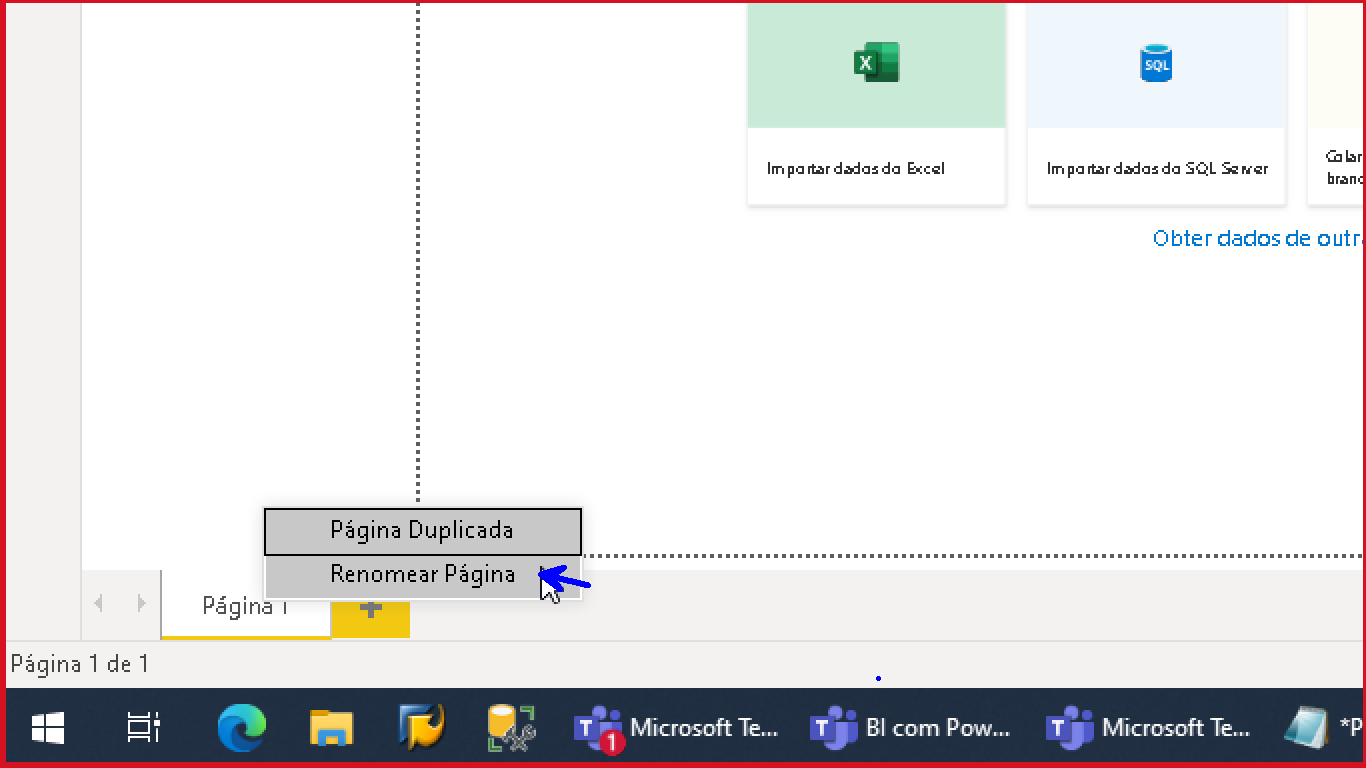 X
SQL
Importar dados do Excel
Importar dados do SQL Server
Colar
branc
Obter dados de outra
Página Duplicada
Renomear Página
Página 1
Página 1 de 1
T 1 Microsoft Te...
T BI com Pow...
T Microsoft Te...
*P